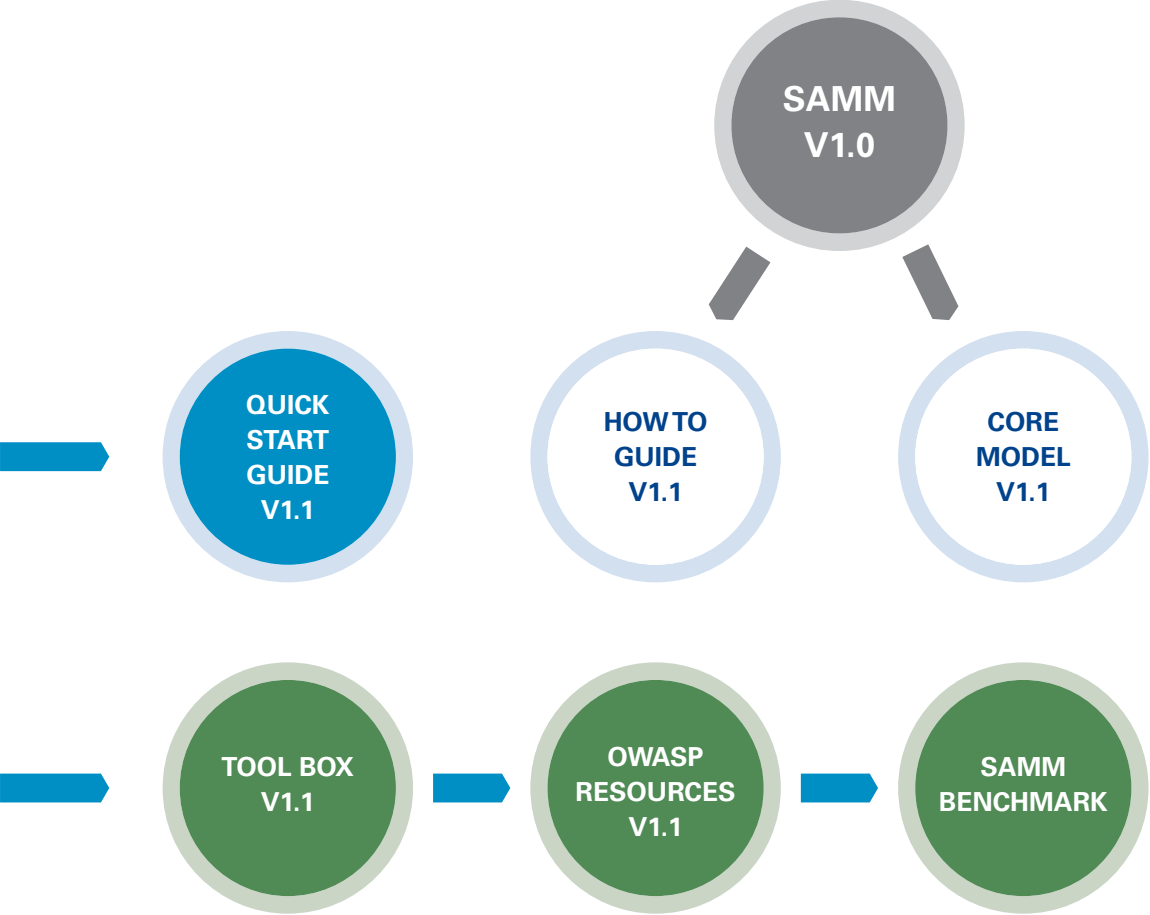 SAMM
V1.0
QUICK
START
GUIDE
V1.1
HOW TO
GUIDE
V1.1
CORE
MODEL
V1.1
TOOL BOX
V1.1
OWASP
RESOURCES
V1.1
SAMM
BENCHMARK